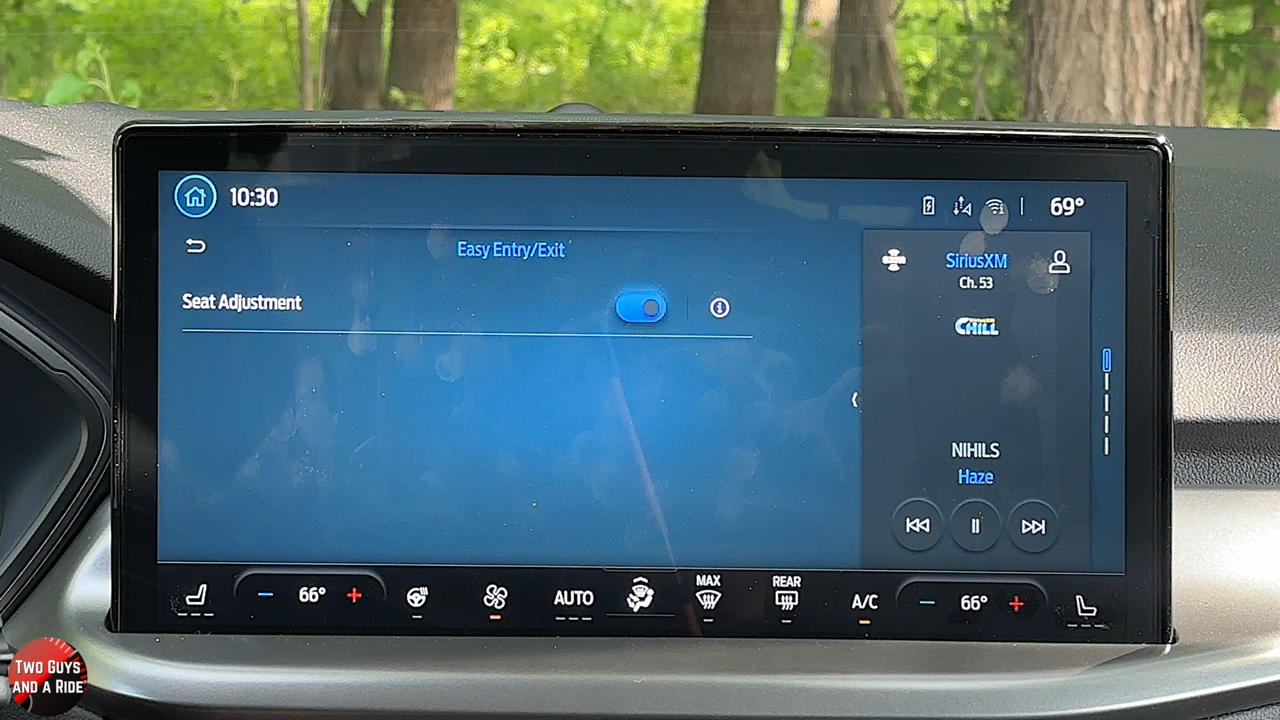 10:30
69°
Easy Entry/Exit
Seat Adjustment
SiriusXM
Ch. 53
CHILL
NIHILS
Haze
66°
AUTO
MAX
REAR
A/C
66°
TWO GUYS
AND A RIDE